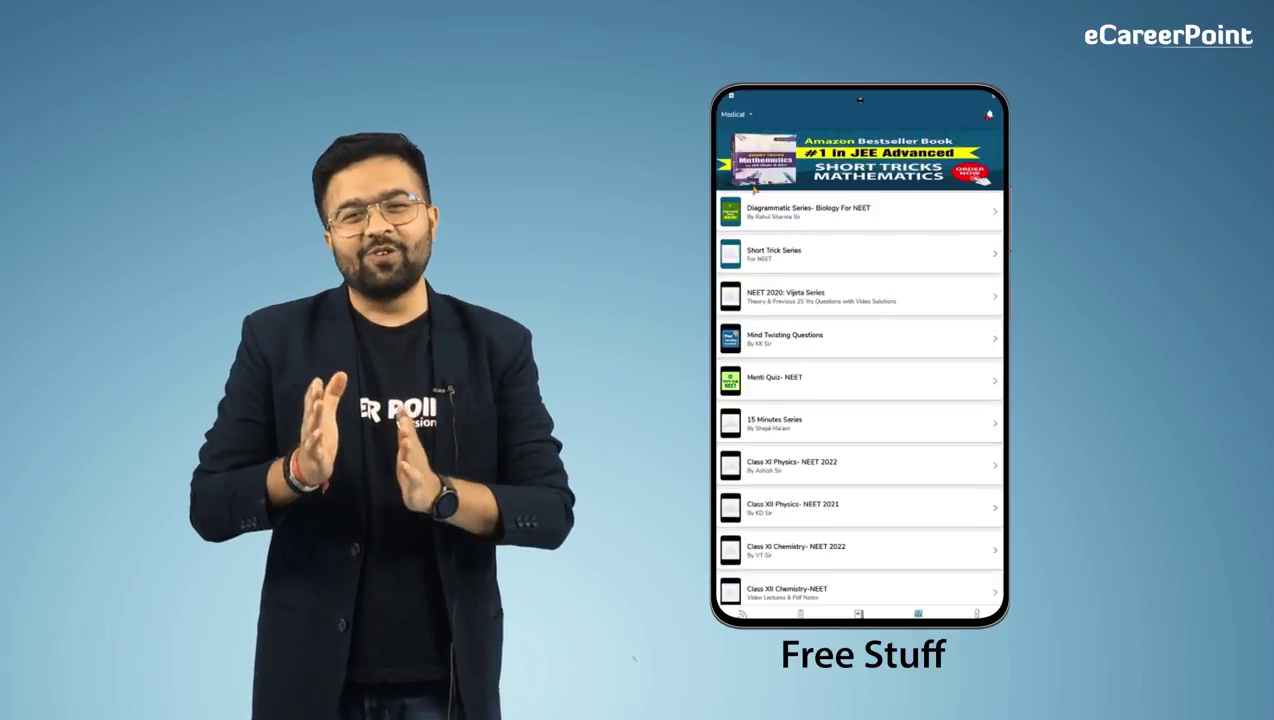 eCareerPoint
ER POI
Medical
Amazon Bestseller Book
#1 in JEE Advanced
SHORT TRICKS
MATHEMATICS
ORDER
NOW
Mathematics
Diagrammatic Series- Biology For NEET
By Rahul Sharma Sir
Short Trick Series
For NEET
NEET 2020: Vijeta Series
Theory & Previous 25 Yrs Questions with Video Solutions
Mind Twisting Questions
By KK Sir
Menti Quiz- NEET
15 Minutes Series
By Shejal Ma'am
Class XI Physics- NEET 2022
By Ashish Sir
Class XII Physics- NEET 2021
By KD Sir
Class XI Chemistry- NEET 2022
By VT Sir
Class XII Chemistry-NEET
Video Lectures & Pdf Notes
Free Stuff